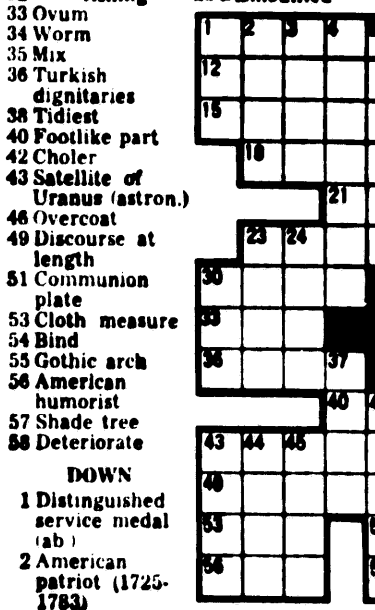 33 Ovum
34 Worm
35 Mix
36 Turkish
dignitaries
38 Tidiest
40 Footlike part
42 Choler
43 Satellite of
Uranus (astron.)
46 Overcoat
49 Discourse at
length
51 Communion
plate
53 Cloth measure
54 Bind
55 Gothic arch
56 American
humorist
57 Shade tree
58 Deteriorate
DOWN
1 Distinguished
service medal
(ab)
2 American
patriot (1725-
1783)
1 2 3 4
12
15
18
21
23 24
30
33
36 37
40
43 44 45
49
53
56